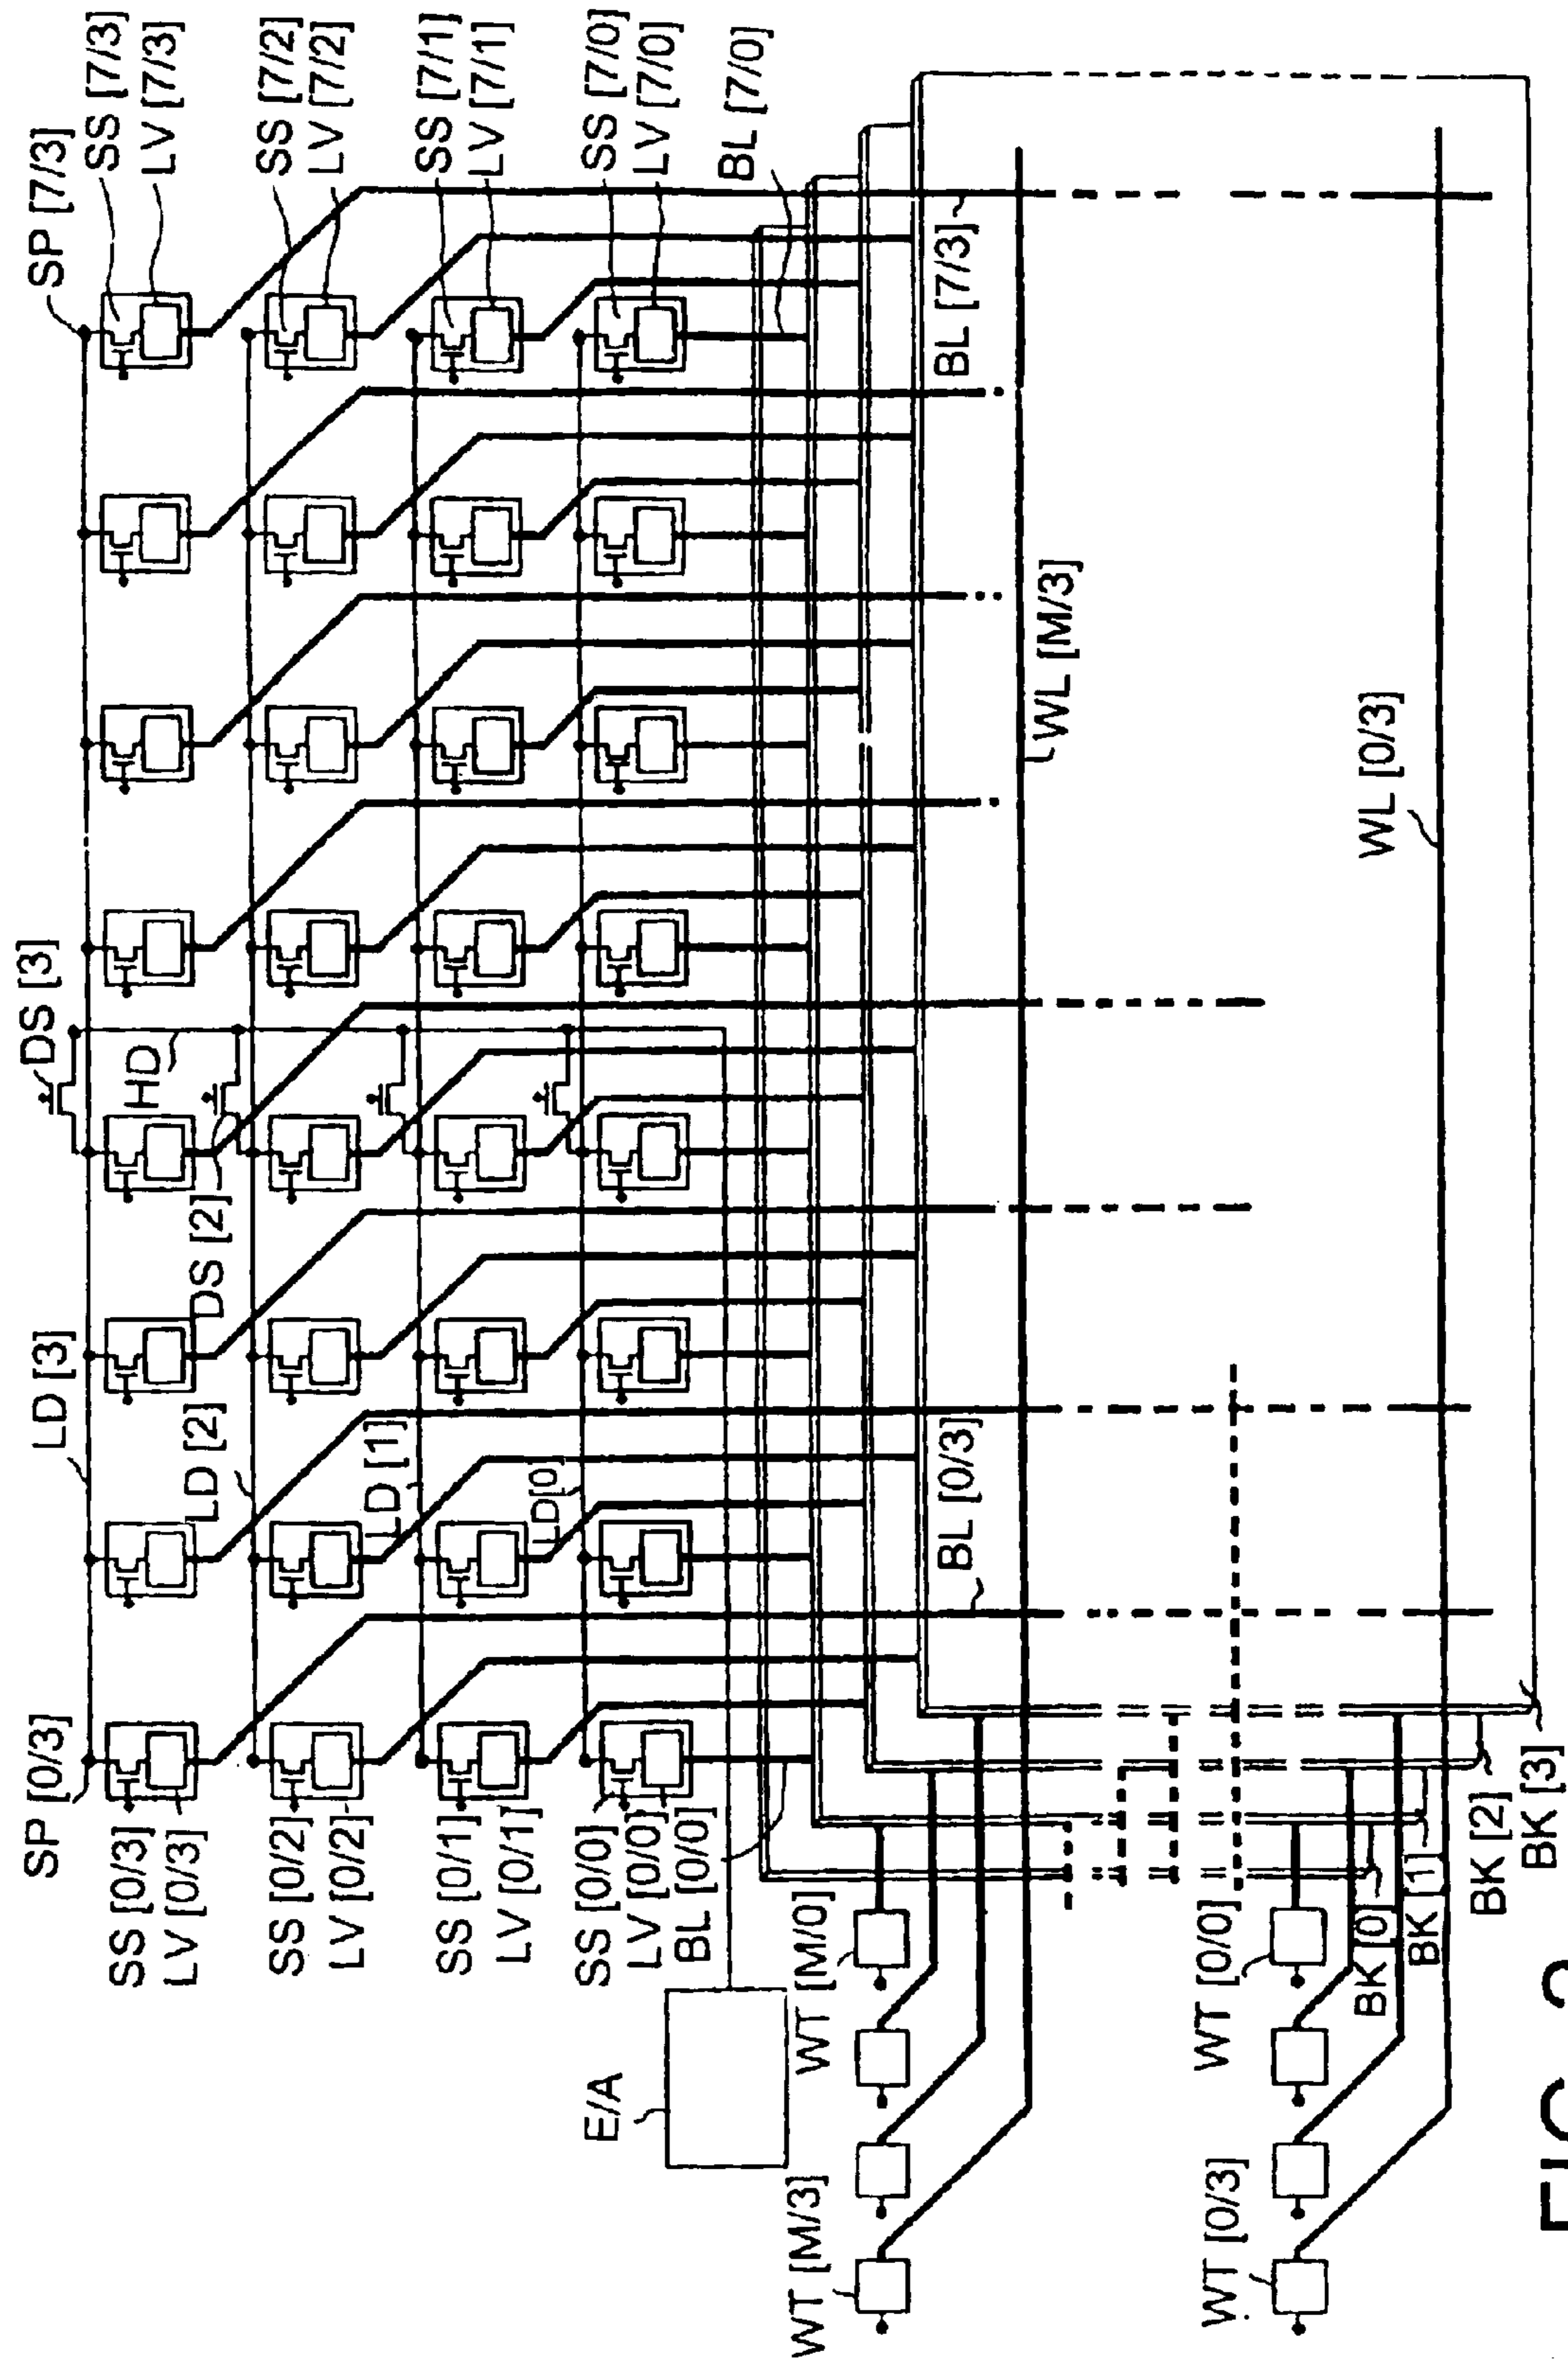 SP [7/3]
SS [7/3]
LV [7/3]
SS [7/2]
LV [7/2]
SS [7/1]
LV [7/1]
SS [7/0]
LV [7/0]
BL [7/0]
BL [7/3]
WL [M/3]
WL [0/3]
DS [3]
HD
DS [2]
LD [3]
LD [2]
LD [1]
LD[0]
BL [0/3]
SP [0/3]
SS [0/3]
LV [0/3]
SS [0/2]
LV [0/2]
SS [0/1]
LV [0/1]
SS [0/0]
LV [0/0]
BL [0/0]
E/A
WT [M/0]
WT [M/3]
WT [0/0]
WT [0/3]
BK [0]
BK [1]
BK [2]
BK [3]